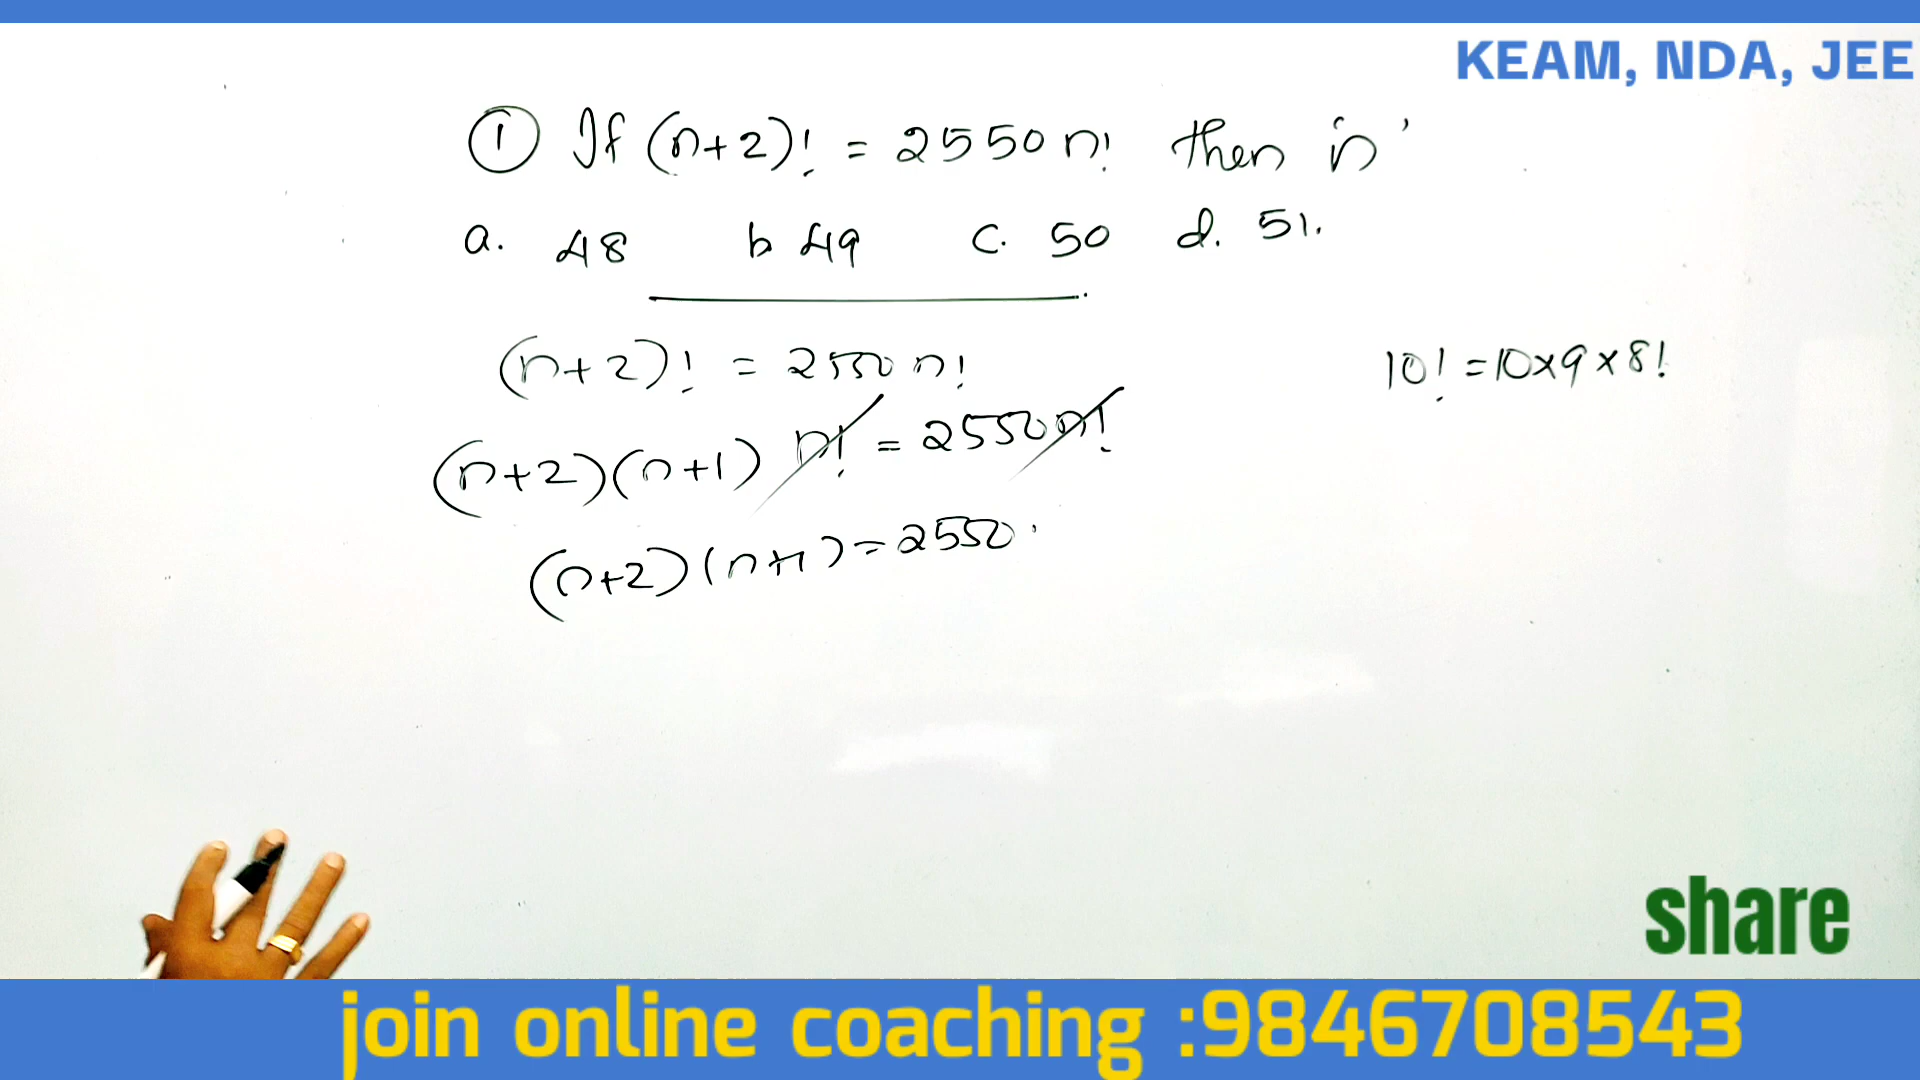 KEAM, NDA, JEE
① If (n+2)! = 2550 n! then 'n'
a. 48 b 49 c. 50 d. 51.
(n+2)! = 2550 n!
10! = 10×9×8!
(n+2)(n+1) n! = 2550 n!
(n+2)(n+1) = 2550
share
join online coaching :9846708543